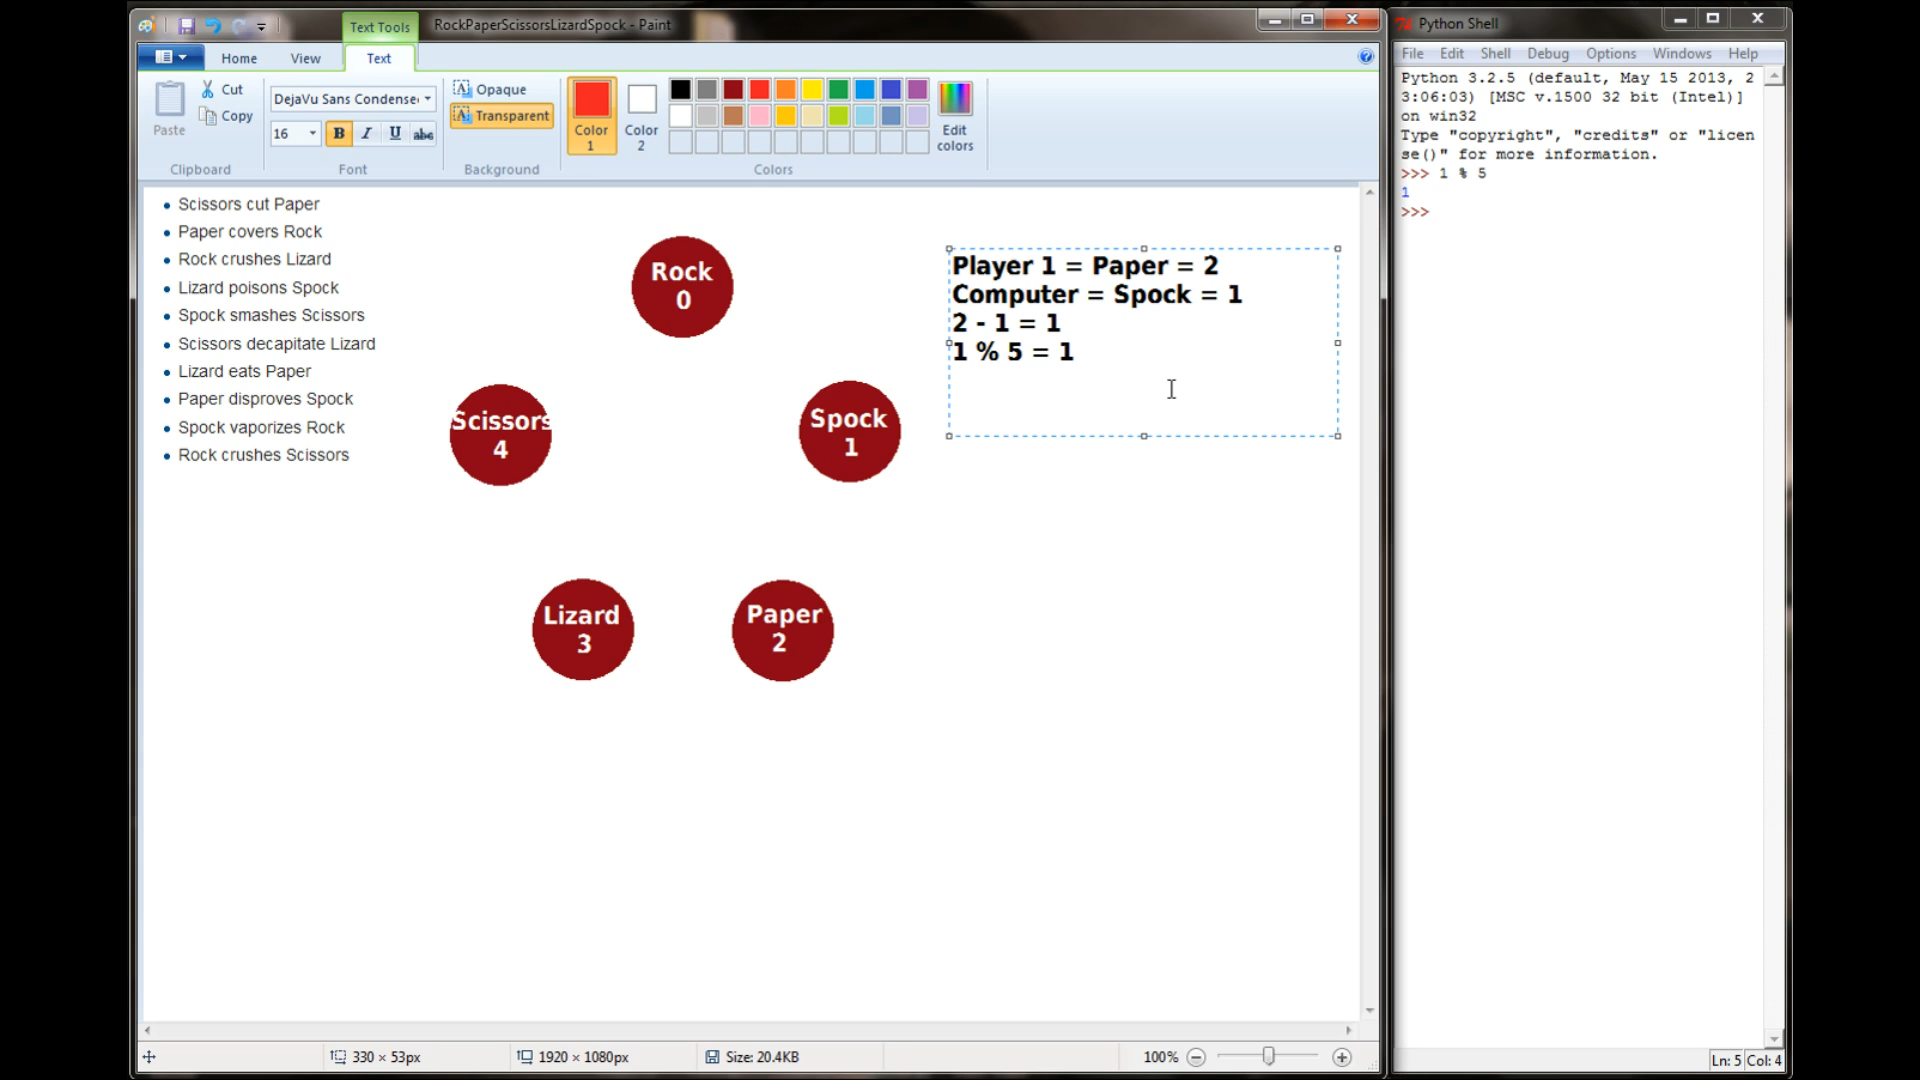 Text Tools
RockPaperScissorsLizardSpock - Paint
Home
View
Text
Paste
Cut
Copy
Clipboard
DejaVu Sans Condense
16
B
I
U
abc
Font
Opaque
Transparent
Background
Color 1
Color 2
Edit colors
Colors
Scissors cut Paper
Paper covers Rock
Rock crushes Lizard
Lizard poisons Spock
Spock smashes Scissors
Scissors decapitate Lizard
Lizard eats Paper
Paper disproves Spock
Spock vaporizes Rock
Rock crushes Scissors
Rock
0
Scissors
4
Spock
1
Lizard
3
Paper
2
Player 1 = Paper = 2
Computer = Spock = 1
2 - 1 = 1
1 % 5 = 1
330 × 53px
1920 × 1080px
Size: 20.4KB
100%
Python Shell
File Edit Shell Debug Options Windows Help
Python 3.2.5 (default, May 15 2013, 2
3:06:03) [MSC v.1500 32 bit (Intel)]
on win32
Type "copyright", "credits" or "licen
se()" for more information.
>>> 1 % 5
1
>>>
Ln: 5 Col: 4